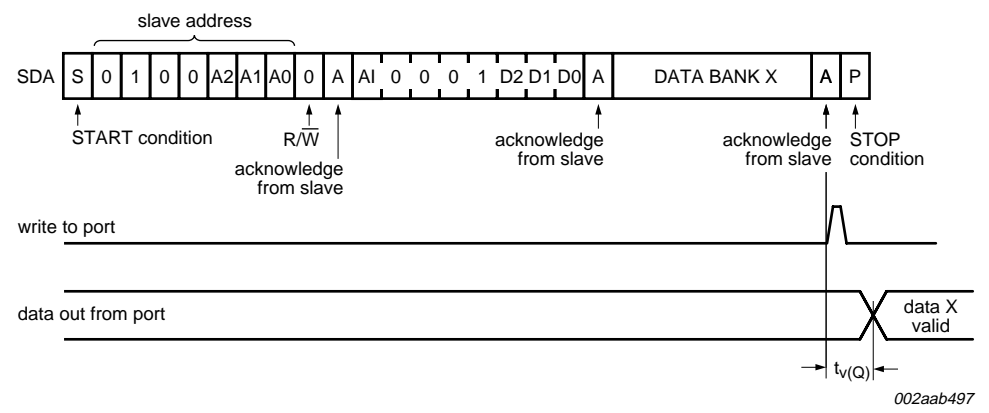 slave address
SDA S 0 1 0 0 A2 A1 A0 0 A AI 0 0 0 1 D2 D1 D0 A DATA BANK X A P
START condition
R/W̅
acknowledge
from slave
acknowledge
from slave
acknowledge
from slave
STOP
condition
write to port
data out from port
data X
valid
tv(Q)
002aab497